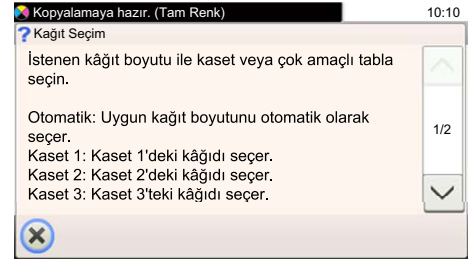 Kopyalamaya hazır. (Tam Renk)
10:10
? Kağıt Seçim
İstenen kâğıt boyutu ile kaset veya çok amaçlı tabla
seçin.
Otomatik: Uygun kağıt boyutunu otomatik olarak
seçer.
Kaset 1: Kaset 1'deki kâğıdı seçer.
Kaset 2: Kaset 2'deki kâğıdı seçer.
Kaset 3: Kaset 3'teki kâğıdı seçer.
1/2